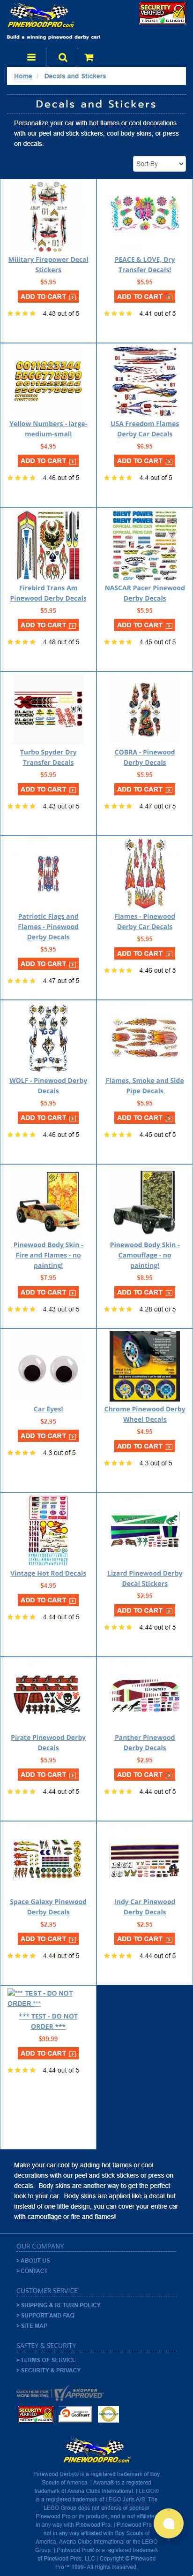 PINEWOODPRO
Build a winning pinewood derby car!
SECURITY
VERIFIED
TRUST GUARD
Home / Decals and Stickers
Decals and Stickers
Personalize your car with hot flames or cool decorations
with our peel and stick stickers, cool body skins, or press
on decals.
Sort By
Military Firepower Decal
Stickers
$5.95
ADD TO CART
4.43 out of 5
PEACE & LOVE, Dry
Transfer Decals!
$5.95
ADD TO CART
4.41 out of 5
Yellow Numbers - large-
medium-small
$4.95
ADD TO CART
4.46 out of 5
USA Freedom Flames
Derby Car Decals
$6.95
ADD TO CART
4.4 out of 5
Firebird Trans Am
Pinewood Derby Decals
$5.95
ADD TO CART
4.48 out of 5
NASCAR Pacer Pinewood
Derby Decals
$5.95
ADD TO CART
4.45 out of 5
Turbo Spyder Dry
Transfer Decals
$5.95
ADD TO CART
4.43 out of 5
COBRA - Pinewood
Derby Decals
$5.95
ADD TO CART
4.47 out of 5
Patriotic Flags and
Flames - Pinewood
Derby Decals
$5.95
ADD TO CART
4.47 out of 5
Flames - Pinewood
Derby Car Decals
$5.95
ADD TO CART
4.46 out of 5
WOLF - Pinewood Derby
Decals
$5.95
ADD TO CART
4.46 out of 5
Flames, Smoke and Side
Pipe Decals
$5.95
ADD TO CART
4.45 out of 5
Pinewood Body Skin -
Fire and Flames - no
painting!
$7.95
ADD TO CART
4.43 out of 5
Pinewood Body Skin -
Camouflage - no
painting!
$8.95
ADD TO CART
4.28 out of 5
Car Eyes!
$2.95
ADD TO CART
4.3 out of 5
Chrome Pinewood Derby
Wheel Decals
$4.95
ADD TO CART
4.3 out of 5
Vintage Hot Rod Decals
$4.95
ADD TO CART
4.44 out of 5
Lizard Pinewood Derby
Decal Stickers
$2.95
ADD TO CART
4.44 out of 5
Pirate Pinewood Derby
Decals
$5.95
ADD TO CART
4.44 out of 5
Panther Pinewood
Derby Decals
$2.95
ADD TO CART
4.44 out of 5
Space Galaxy Pinewood
Derby Decals
$2.95
ADD TO CART
4.44 out of 5
Indy Car Pinewood
Derby Decals
$2.95
ADD TO CART
4.44 out of 5
*** TEST - DO NOT
ORDER ***
*** TEST - DO NOT
ORDER ***
$99.99
ADD TO CART
4.44 out of 5
Make your car cool by adding hot flames or cool
decorations with our peel and stick stickers or press on
decals. Body skins are another way to get the perfect
look to your car. Body skins are applied like a decal but
instead of one little design, you can cover your entire car
with camouflage or fire and flames!
OUR COMPANY
> ABOUT US
> CONTACT
CUSTOMER SERVICE
> SHIPPING & RETURN POLICY
> SUPPORT AND FAQ
> SITE MAP
SAFTEY & SECURITY
> TERMS OF SERVICE
> SECURITY & PRIVACY
CLICK HERE FOR
MORE REVIEWS
SHOPPER
APPROVED
SECURITY
VERIFIED
TRUST GUARD
GeoTrust
PINEWOODPRO
Pinewood Derby® is a registered trademark of Boy
Scouts of America. | Awana® is a registered
trademark of Awana Clubs International. | LEGO®
is a registered trademark of LEGO Juris A/S. The
LEGO Group does not endorse or sponsor
Pinewood Pro or its products, and is not affiliated
in any way with Pinewood Pro. | Pinewood Pro is
not in any way affiliated with Boy Scouts of
America, Awana Clubs International or the LEGO
Group. | Pinewood Pro® is a registered trademark
of Pinewood Pros, LLC | Copyright © Pinewood
Pro™ 1999- All Rights Reserved.